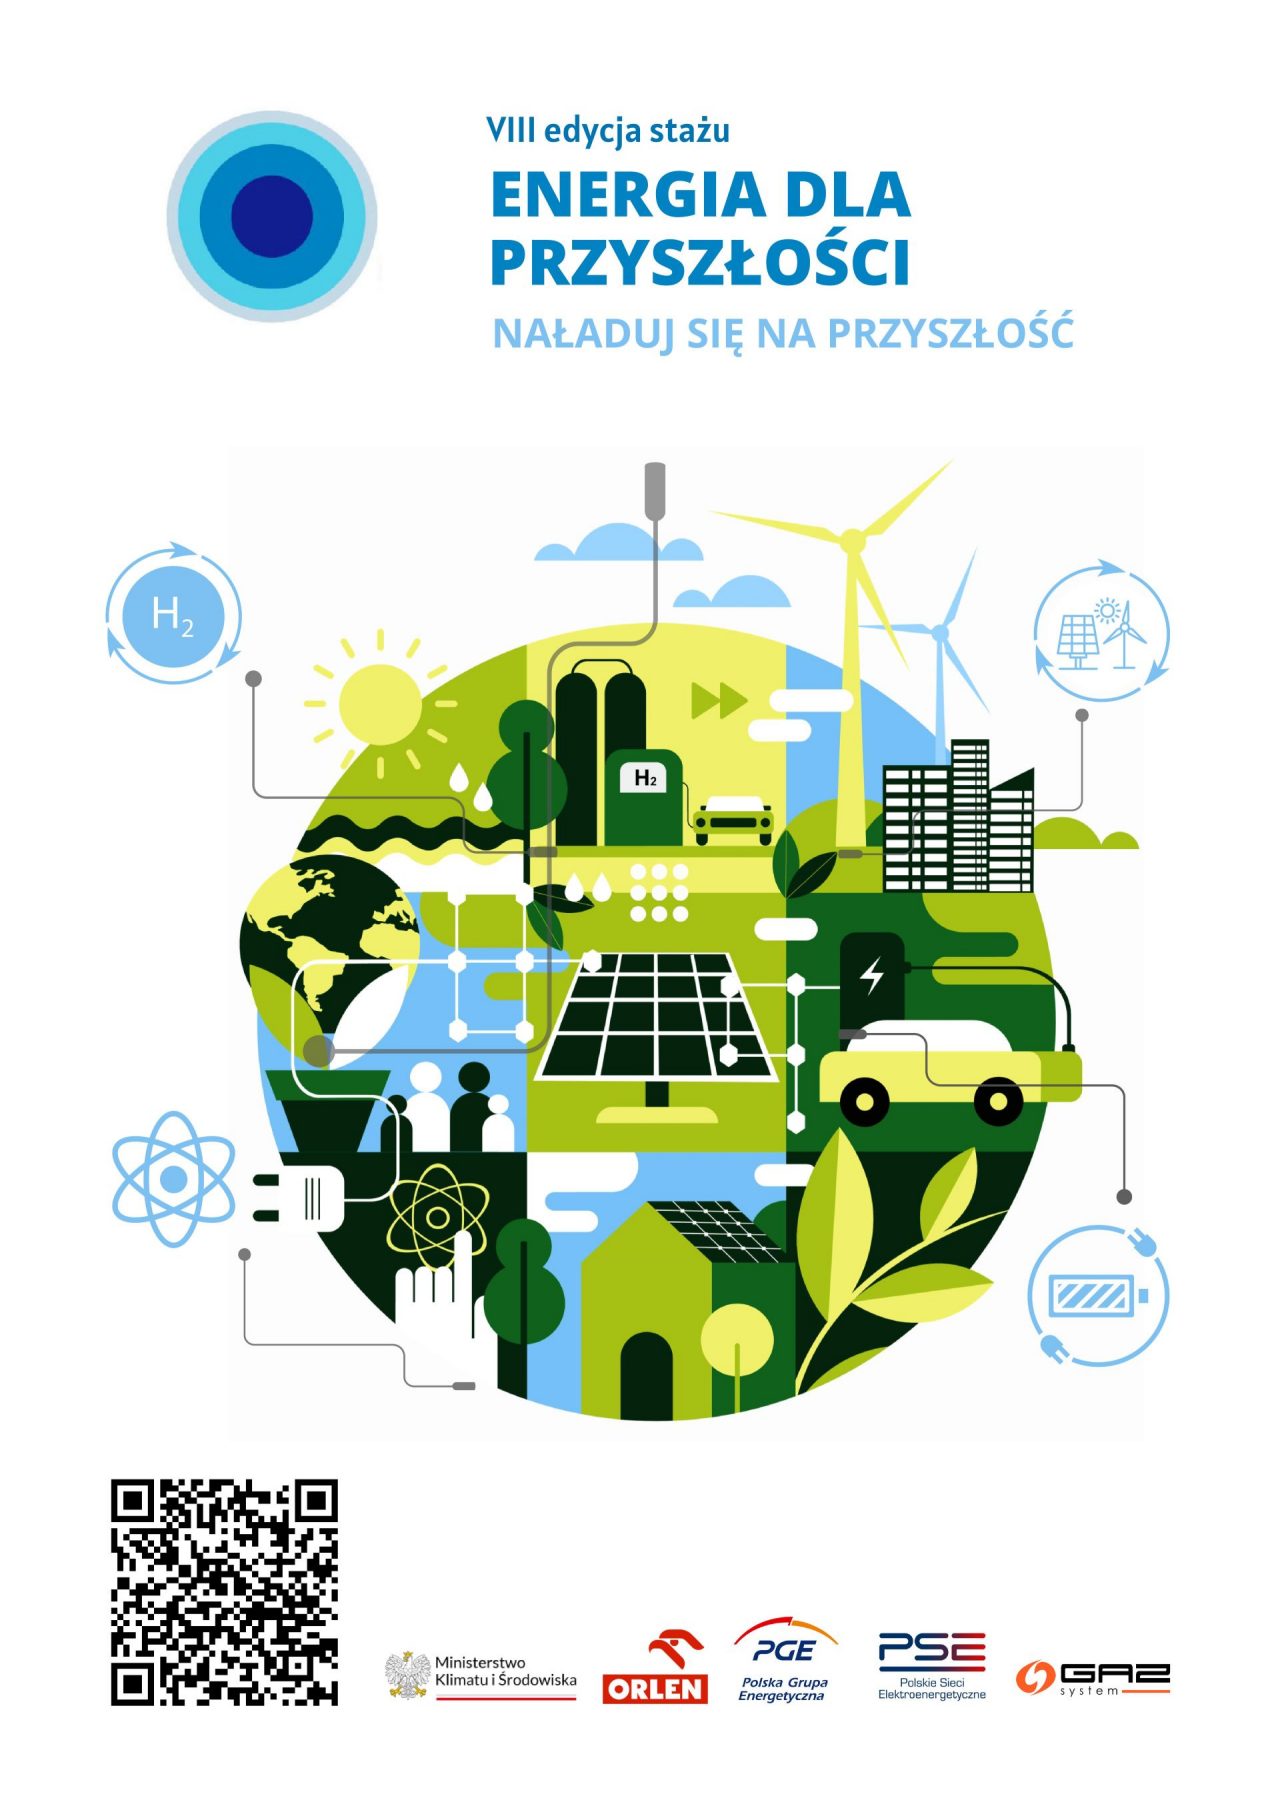 VIII edycja stażu
ENERGIA DLA
PRZYSZŁOŚCI
NAŁADUJ SIĘ NA PRZYSZŁOŚĆ
H2
H2
Ministerstwo
Klimatu i Środowiska
ORLEN
PGE
Polska Grupa
Energetyczna
PSE
Polskie Sieci
Elektroenergetyczne
GAZ
system